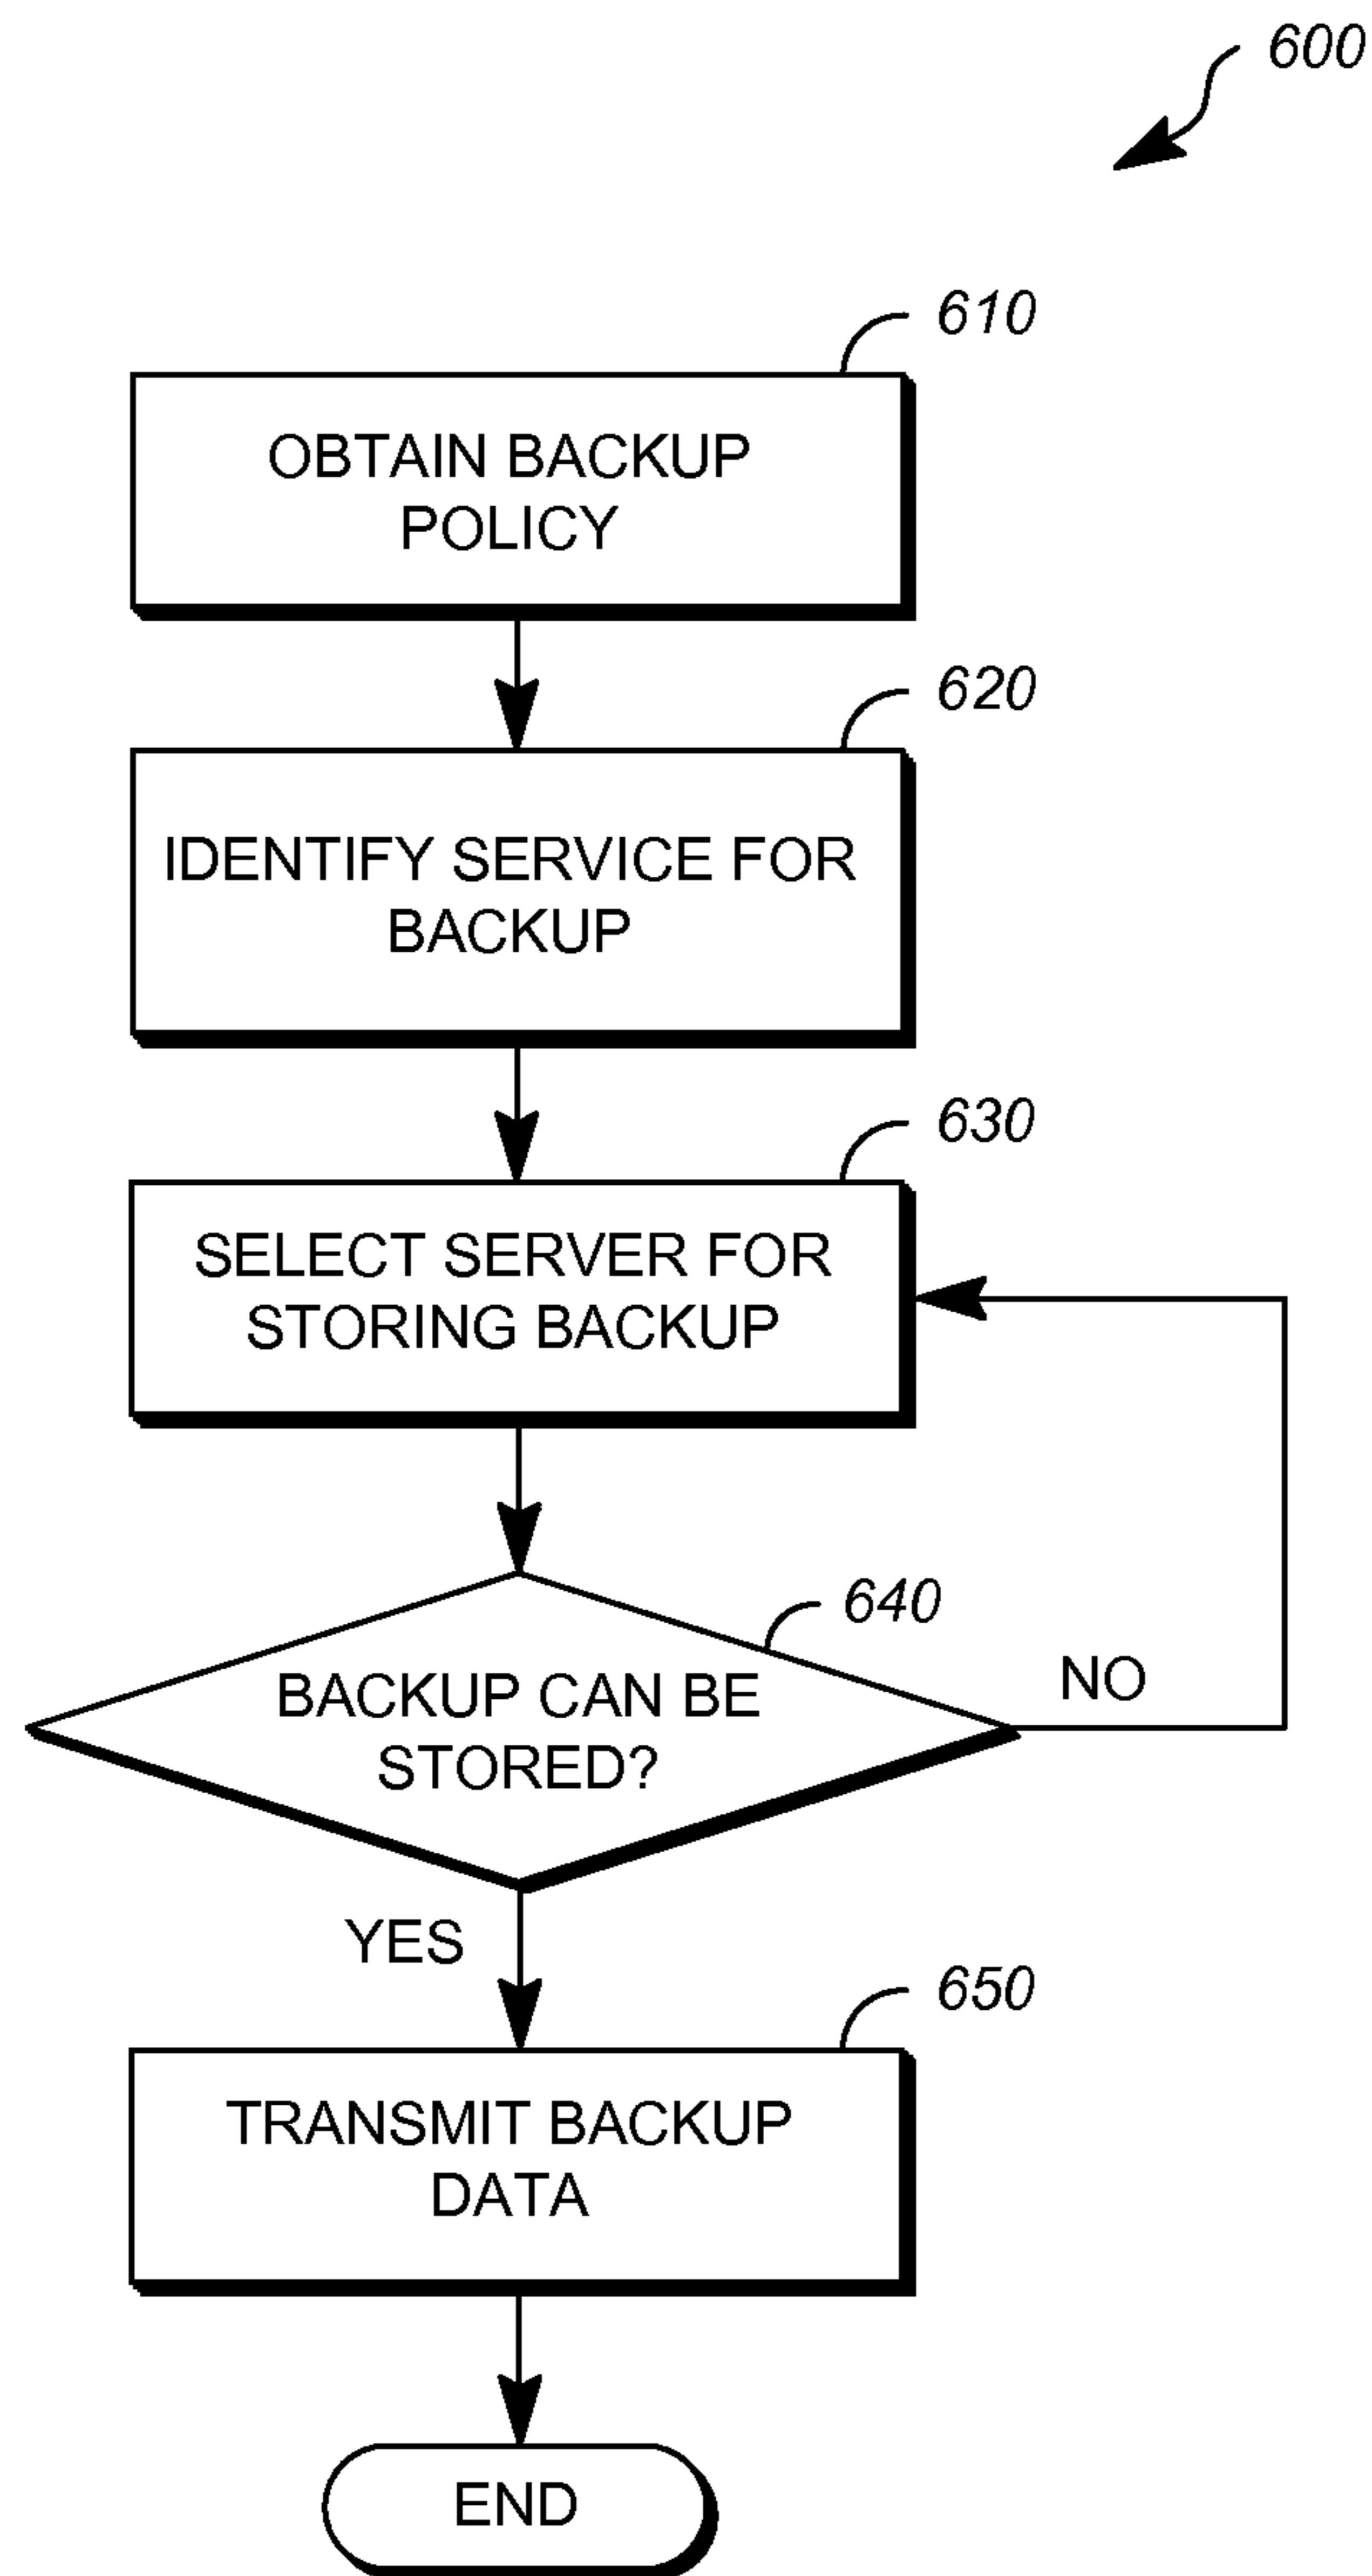 600
610
OBTAIN BACKUP
POLICY
620
IDENTIFY SERVICE FOR
BACKUP
630
SELECT SERVER FOR
STORING BACKUP
640
BACKUP CAN BE
STORED?
NO
YES
650
TRANSMIT BACKUP
DATA
END